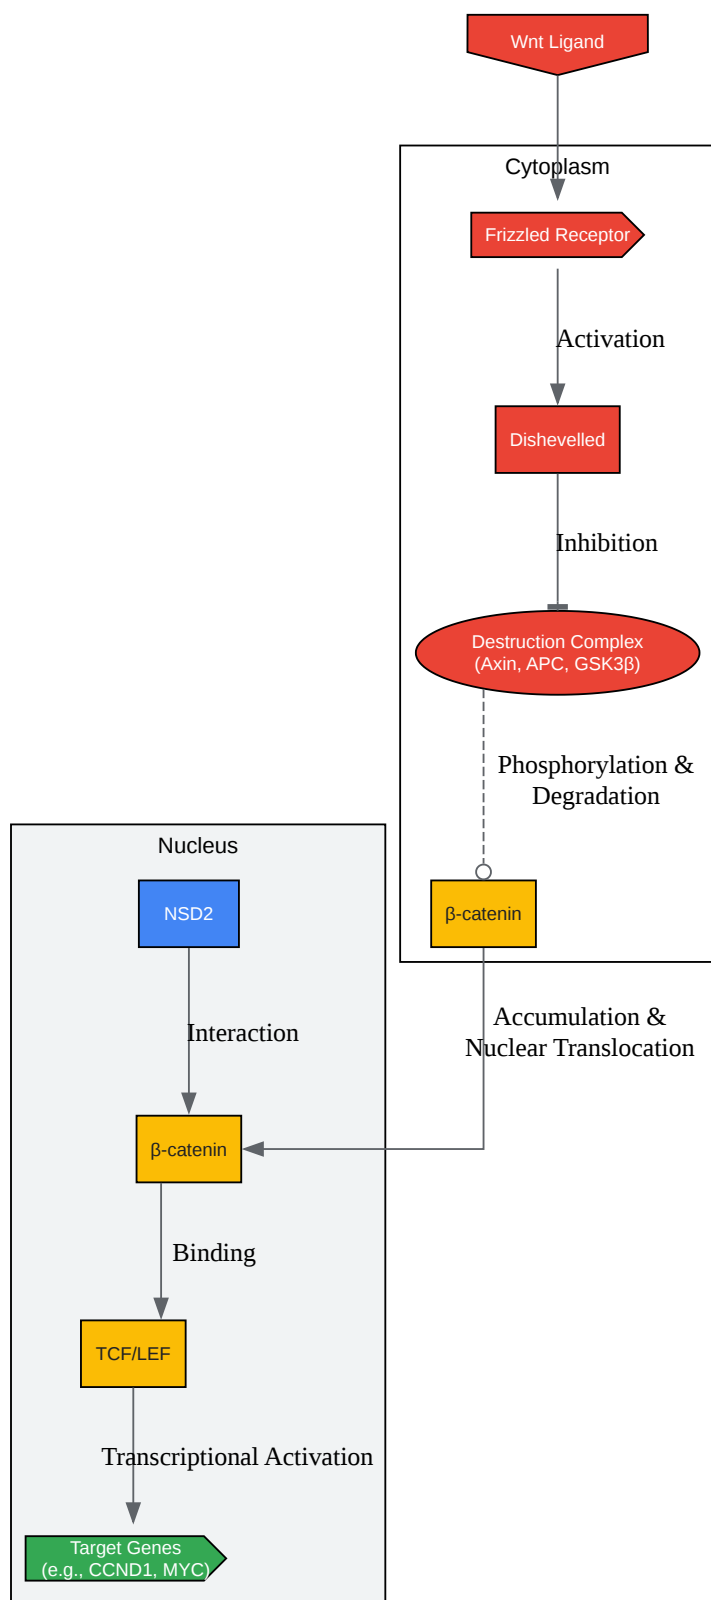 Wnt Ligand
Cytoplasm
Frizzled Receptor
Activation
Dishevelled
Inhibition
Destruction Complex
(Axin, APC, GSK3β)
Phosphorylation &
Degradation
Nucleus
NSD2
β-catenin
Interaction
Accumulation &
Nuclear Translocation
β-catenin
Binding
TCF/LEF
Transcriptional Activation
Target Genes
(e.g., CCND1, MYC)